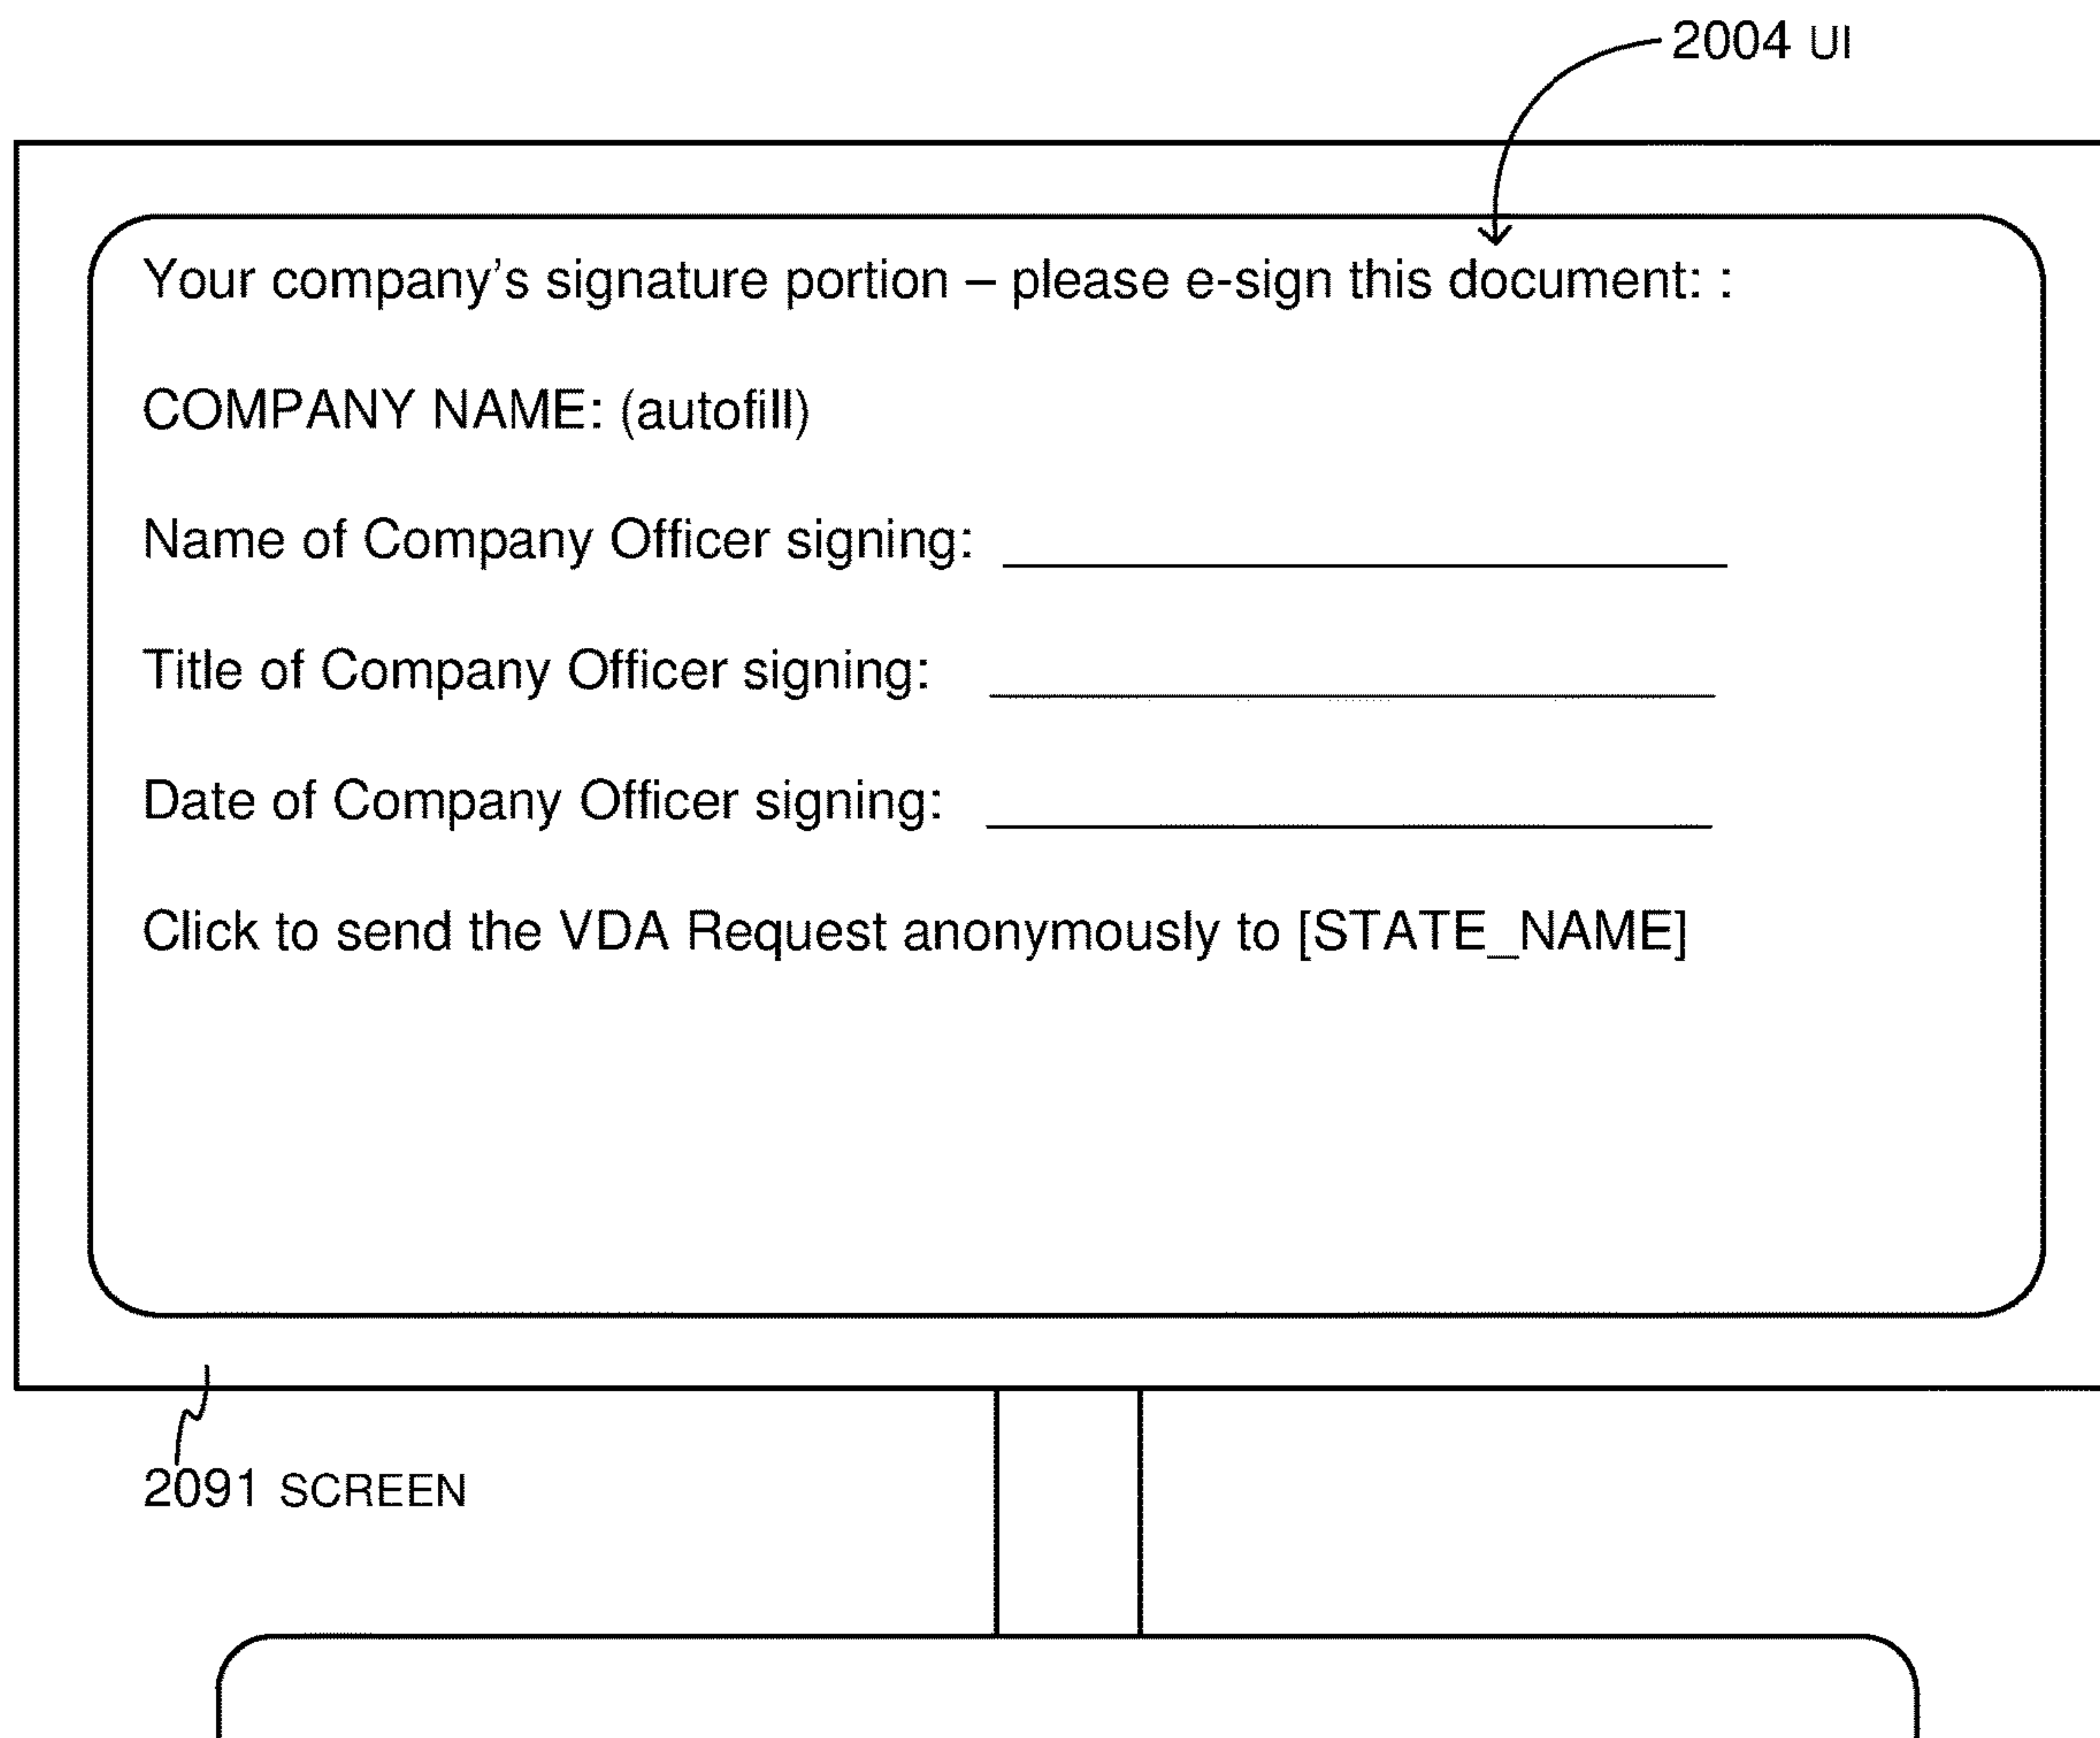 2004 UI
Your company’s signature portion – please e-sign this document: :
COMPANY NAME: (autofill)
Name of Company Officer signing:
Title of Company Officer signing:
Date of Company Officer signing:
Click to send the VDA Request anonymously to [STATE_NAME]
2091 SCREEN